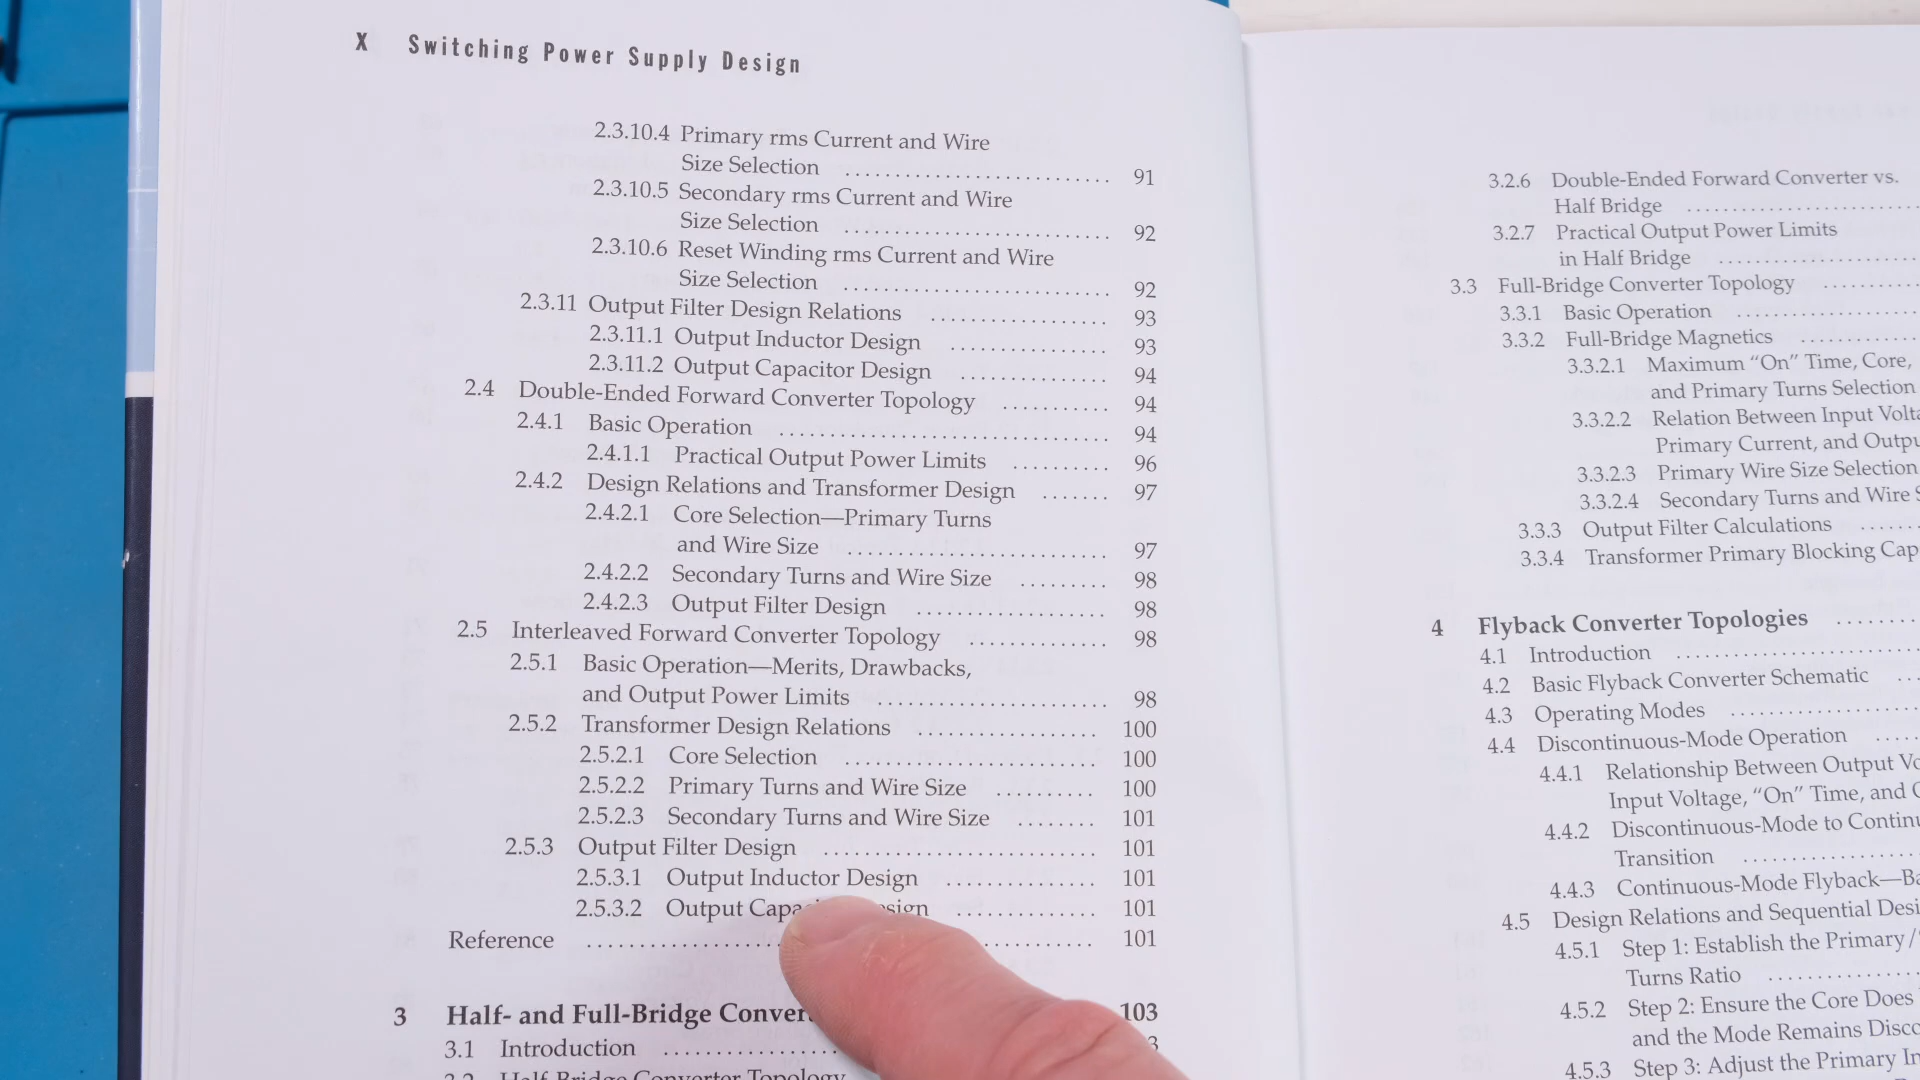 X Switching Power Supply Design
2.3.10.4 Primary rms Current and Wire
Size Selection ........................... 91
2.3.10.5 Secondary rms Current and Wire
Size Selection ........................... 92
2.3.10.6 Reset Winding rms Current and Wire
Size Selection ........................... 92
2.3.11 Output Filter Design Relations .................. 93
2.3.11.1 Output Inductor Design ................ 93
2.3.11.2 Output Capacitor Design ............... 94
2.4 Double-Ended Forward Converter Topology ........... 94
2.4.1 Basic Operation ................................. 94
2.4.1.1 Practical Output Power Limits .......... 96
2.4.2 Design Relations and Transformer Design ....... 97
2.4.2.1 Core Selection—Primary Turns
and Wire Size .......................... 97
2.4.2.2 Secondary Turns and Wire Size ......... 98
2.4.2.3 Output Filter Design ................... 98
2.5 Interleaved Forward Converter Topology .............. 98
2.5.1 Basic Operation—Merits, Drawbacks,
and Output Power Limits ....................... 98
2.5.2 Transformer Design Relations .................. 100
2.5.2.1 Core Selection ......................... 100
2.5.2.2 Primary Turns and Wire Size .......... 100
2.5.2.3 Secondary Turns and Wire Size ........ 101
2.5.3 Output Filter Design ............................ 101
2.5.3.1 Output Inductor Design ............... 101
2.5.3.2 Output .............. 101
Reference .............................. 101
3 Half- and Full-Bridge 103
3.1 Introduction .................
3.2 Half-Bridge Converter Topology
3.2.6 Double-Ended Forward Converter vs.
Half Bridge ........................
3.2.7 Practical Output Power Limits
in Half Bridge ....................
3.3 Full-Bridge Converter Topology ..........
3.3.1 Basic Operation ..................
3.3.2 Full-Bridge Magnetics ............
3.3.2.1 Maximum “On” Time, Core,
and Primary Turns Selection
3.3.2.2 Relation Between Input
Primary Current, and
3.3.2.3 Primary Wire Size Selection
3.3.2.4 Secondary Turns and Wire
3.3.3 Output Filter Calculations ......
3.3.4 Transformer Primary Blocking
4 Flyback Converter Topologies ........
4.1 Introduction ........................
4.2 Basic Flyback Converter Schematic ...
4.3 Operating Modes ...................
4.4 Discontinuous-Mode Operation .....
4.4.1 Relationship Between Output
Input Voltage, “On” Time, and
4.4.2 Discontinuous-Mode to
Transition .................
4.4.3 Continuous-Mode Flyback—
4.5 Design Relations and Sequential
4.5.1 Step 1: Establish the Primary/
Turns Ratio ...............
4.5.2 Step 2: Ensure the Core Does
and the Mode Remains
4.5.3 Step 3: Adjust the Primary